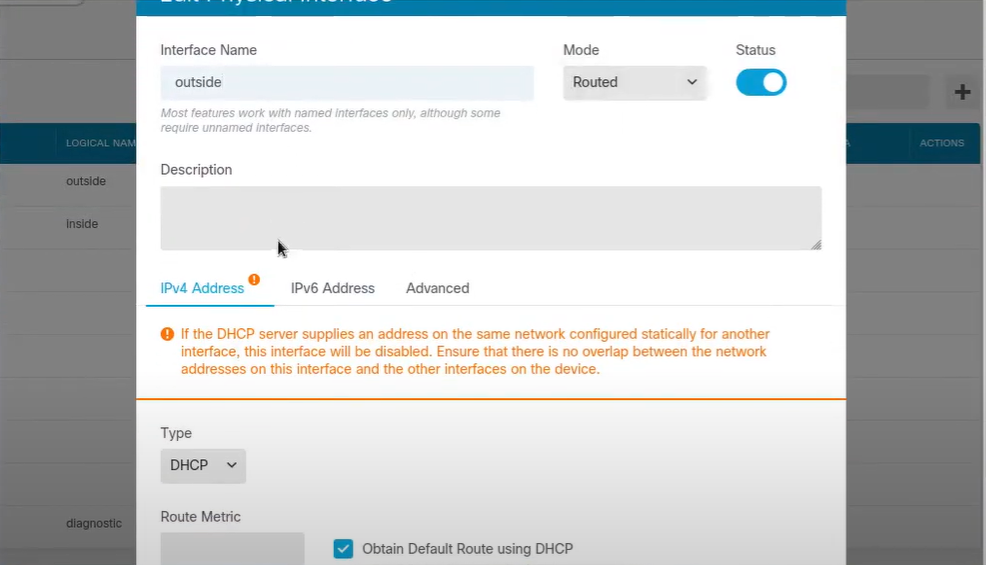 Edit Physical Interface
Interface Name
Mode
Status
outside
Routed
Most features work with named interfaces only, although some
require unnamed interfaces.
LOGICAL NAM
ACTIONS
Description
outside
inside
IPv4 Address
IPv6 Address
Advanced
If the DHCP server supplies an address on the same network configured statically for another
interface, this interface will be disabled. Ensure that there is no overlap between the network
addresses on this interface and the other interfaces on the device.
Type
DHCP
Route Metric
diagnostic
Obtain Default Route using DHCP